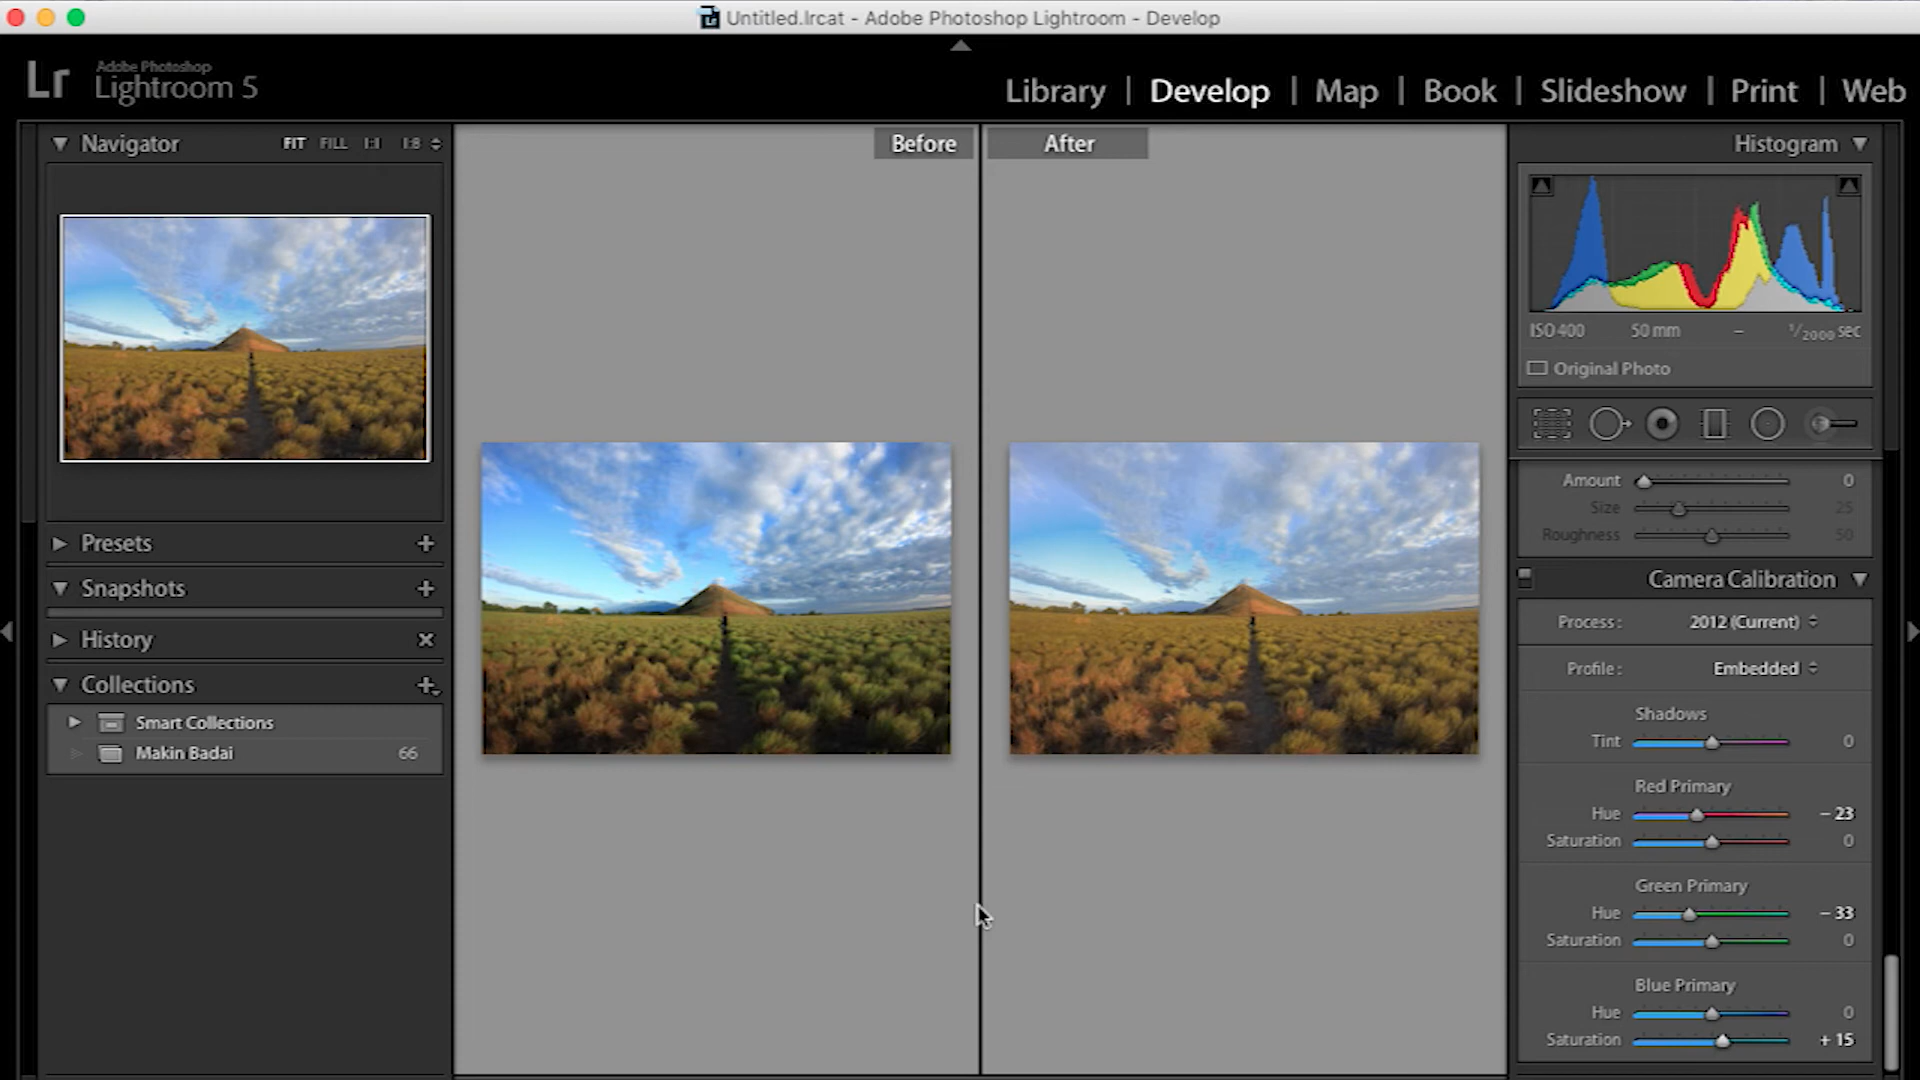 Untitled.lrcat - Adobe Photoshop Lightroom - Develop
Lr
Adobe Photoshop
Lightroom 5
Library | Develop | Map | Book | Slideshow | Print | Web
Navigator FIT FILL 1:1 1:8
Presets
Snapshots
History
Collections
Smart Collections
Makin Badai 66
Before
After
Histogram
ISO 400 50 mm – 1/2000 sec
Original Photo
Amount 0
Size 25
Roughness 50
Camera Calibration
Process : 2012 (Current)
Profile : Embedded
Shadows
Tint 0
Red Primary
Hue – 23
Saturation 0
Green Primary
Hue – 33
Saturation 0
Blue Primary
Hue 0
Saturation + 15